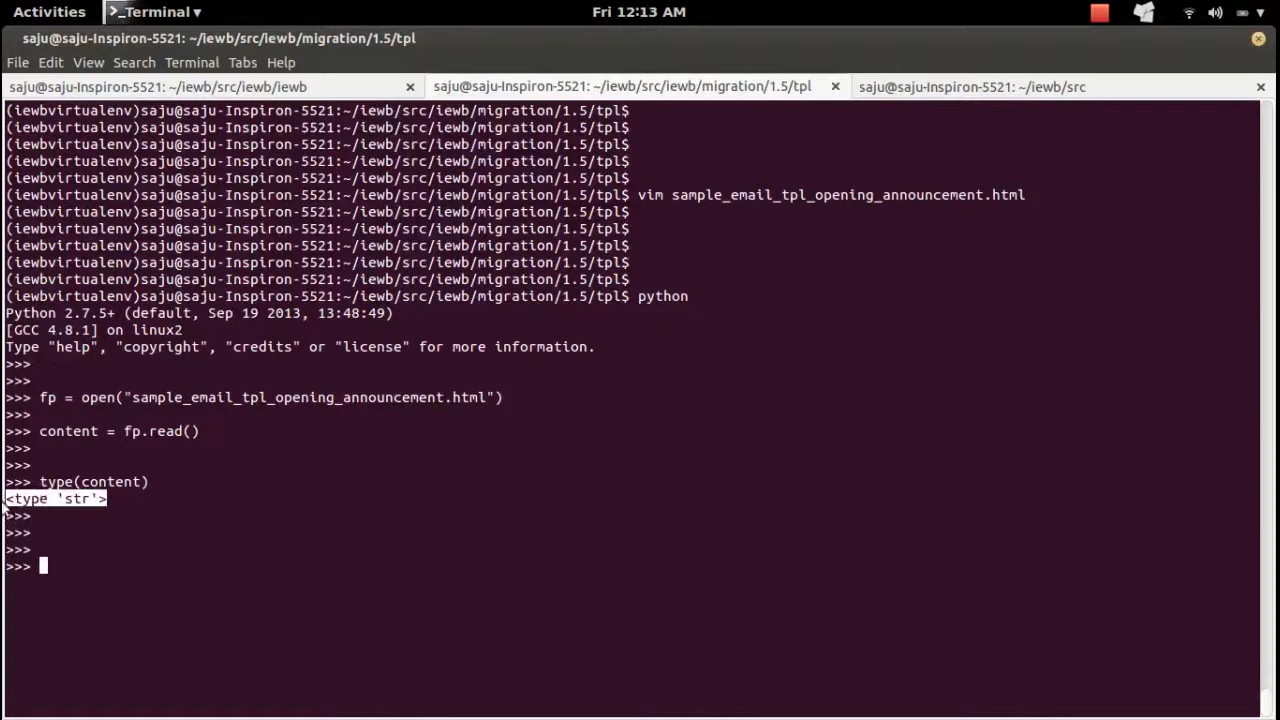 Activities
>_Terminal ▾
Fri 12:13 AM
saju@saju-Inspiron-5521: ~/iewb/src/iewb/migration/1.5/tpl
File Edit View Search Terminal Tabs Help
saju@saju-Inspiron-5521: ~/iewb/src/iewb/iewb
saju@saju-Inspiron-5521: ~/iewb/src/iewb/migration/1.5/tpl
saju@saju-Inspiron-5521: ~/iewb/src
(iewbvirtualenv)saju@saju-Inspiron-5521:~/iewb/src/iewb/migration/1.5/tpl$
(iewbvirtualenv)saju@saju-Inspiron-5521:~/iewb/src/iewb/migration/1.5/tpl$
(iewbvirtualenv)saju@saju-Inspiron-5521:~/iewb/src/iewb/migration/1.5/tpl$
(iewbvirtualenv)saju@saju-Inspiron-5521:~/iewb/src/iewb/migration/1.5/tpl$
(iewbvirtualenv)saju@saju-Inspiron-5521:~/iewb/src/iewb/migration/1.5/tpl$
(iewbvirtualenv)saju@saju-Inspiron-5521:~/iewb/src/iewb/migration/1.5/tpl$ vim sample_email_tpl_opening_announcement.html
(iewbvirtualenv)saju@saju-Inspiron-5521:~/iewb/src/iewb/migration/1.5/tpl$
(iewbvirtualenv)saju@saju-Inspiron-5521:~/iewb/src/iewb/migration/1.5/tpl$
(iewbvirtualenv)saju@saju-Inspiron-5521:~/iewb/src/iewb/migration/1.5/tpl$
(iewbvirtualenv)saju@saju-Inspiron-5521:~/iewb/src/iewb/migration/1.5/tpl$
(iewbvirtualenv)saju@saju-Inspiron-5521:~/iewb/src/iewb/migration/1.5/tpl$
(iewbvirtualenv)saju@saju-Inspiron-5521:~/iewb/src/iewb/migration/1.5/tpl$ python
Python 2.7.5+ (default, Sep 19 2013, 13:48:49)
[GCC 4.8.1] on linux2
Type "help", "copyright", "credits" or "license" for more information.
>>>
>>>
>>> fp = open("sample_email_tpl_opening_announcement.html")
>>>
>>> content = fp.read()
>>>
>>>
>>> type(content)
<type 'str'>
>>>
>>>
>>>
>>>